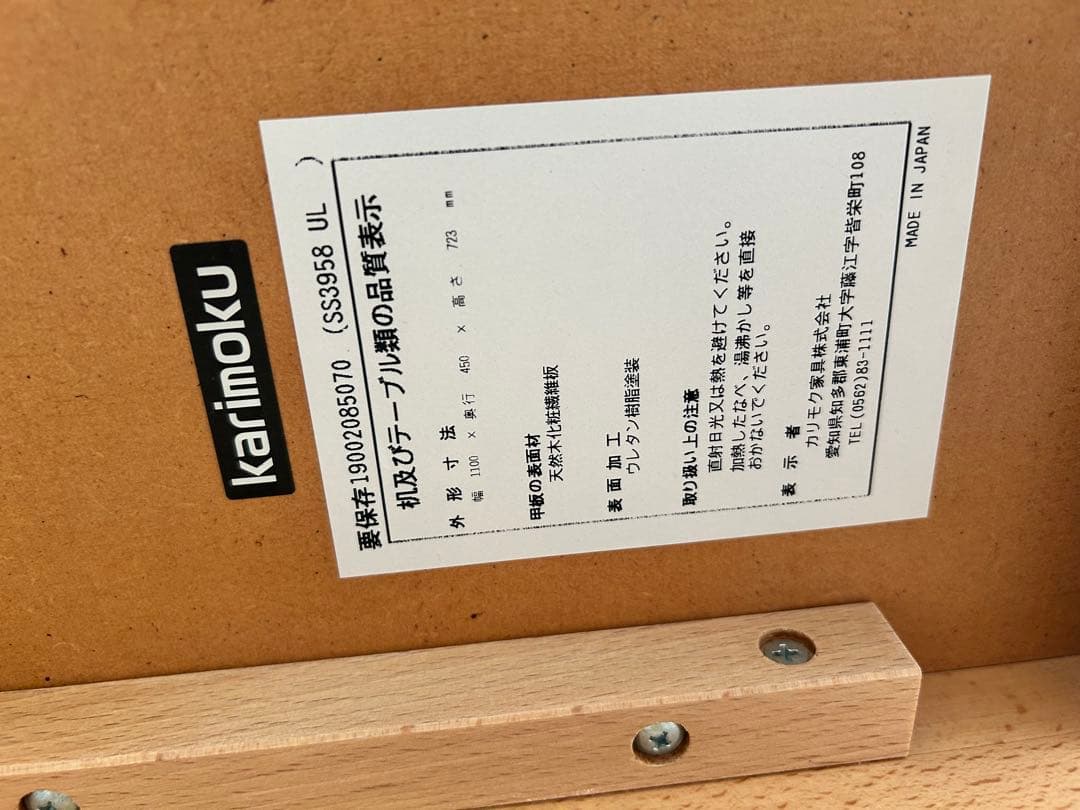 karimoku
要保存19002085070 (SS3958 UL )
机及びテーブル類の品質表示
外形寸法
幅 1100 × 奥行 450 × 高さ 723 mm
甲板の表面材
天然木化粧繊維板
表面加工
ウレタン樹脂塗装
取り扱い上の注意
直射日光又は熱を避けてください。
加熱したなべ、湯沸かし等を直接
おかないでください。
表示者
カリモク家具株式会社
愛知県知多郡東浦町大字藤江字皆栄町108
TEL(0562)83-1111
MADE IN JAPAN